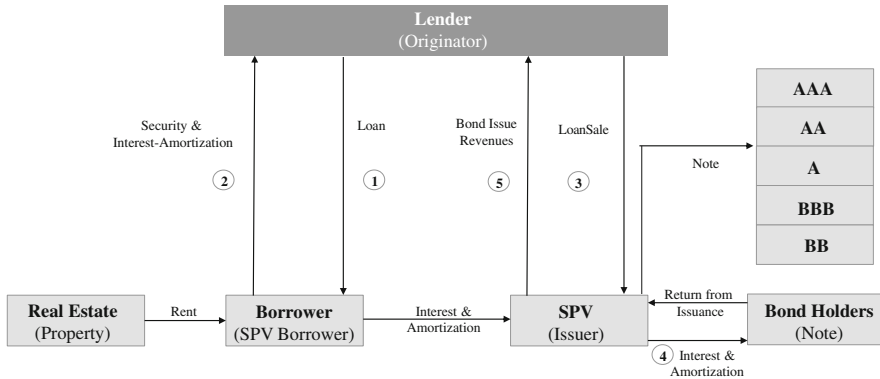 Lender
(Originator)
Security &
Interest-Amortization
2
Loan
1
Bond Issue
Revenues
5
LoanSale
3
Note
AAA
AA
A
BBB
BB
Real Estate
(Property)
Rent
Borrower
(SPV Borrower)
Interest &
Amortization
SPV
(Issuer)
Return from
Issuance
4 Interest &
Amortization
Bond Holders
(Note)